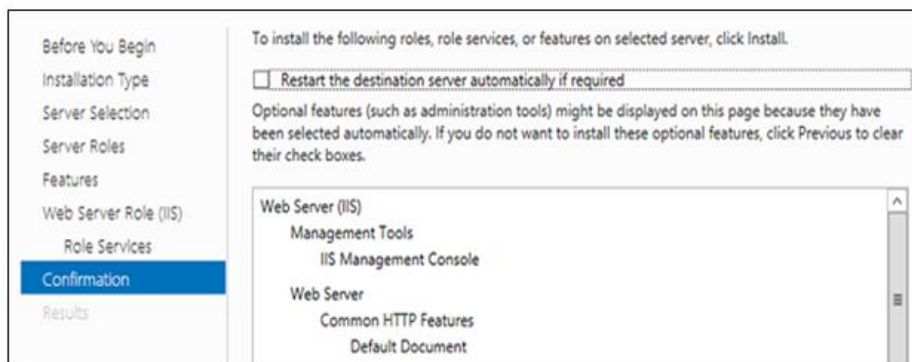 Before You Begin
Installation Type
Server Selection
Server Roles
Features
Web Server Role (IIS)
Role Services
Confirmation
Results
To install the following roles, role services, or features on selected server, click Install.
Restart the destination server automatically if required
Optional features (such as administration tools) might be displayed on this page because they have
been selected automatically. If you do not want to install these optional features, click Previous to clear
their check boxes.
Web Server (IIS)
Management Tools
IIS Management Console
Web Server
Common HTTP Features
Default Document